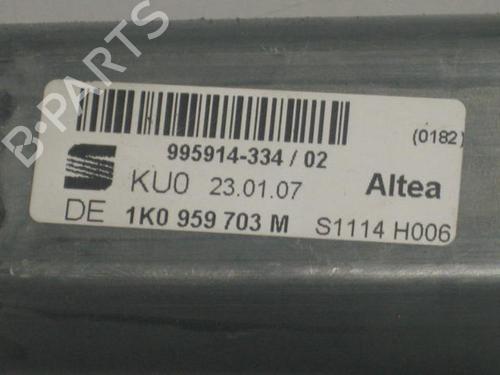 B-PARTS
995914-334 / 02
(0182)
KU0 23.01.07 Altea
DE 1K0 959 703 M S1114 H006